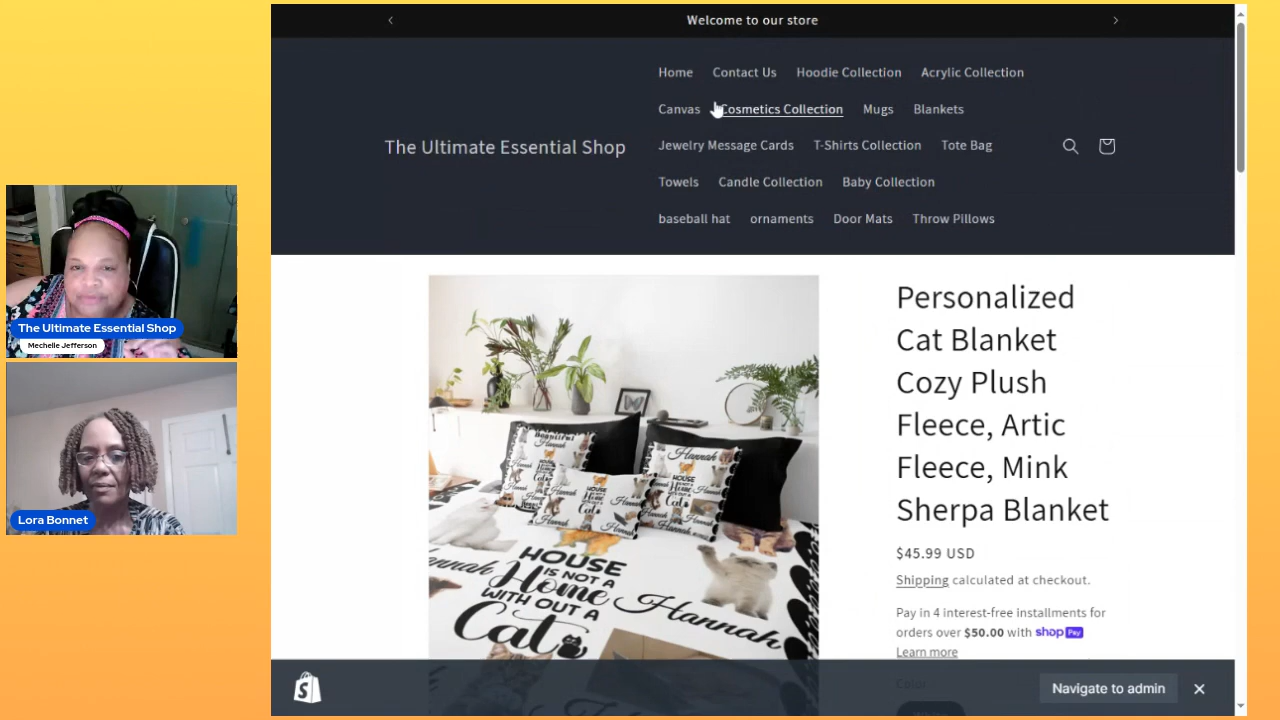 Welcome to our store
Home Contact Us Hoodie Collection Acrylic Collection
Canvas Cosmetics Collection Mugs Blankets
The Ultimate Essential Shop
Jewelry Message Cards T-Shirts Collection Tote Bag
Towels Candle Collection Baby Collection
baseball hat ornaments Door Mats Throw Pillows
The Ultimate Essential Shop
Mechelle Jefferson
Lora Bonnet
Personalized
Cat Blanket
Cozy Plush
Fleece, Artic
Fleece, Mink
Sherpa Blanket
$45.99 USD
Shipping calculated at checkout.
Pay in 4 interest-free installments for
orders over $50.00 with shop Pay
Learn more
Color
Hannah
HOUSE
IS NOT A
Home
WITH OUT A
Cat
Hannah
Navigate to admin